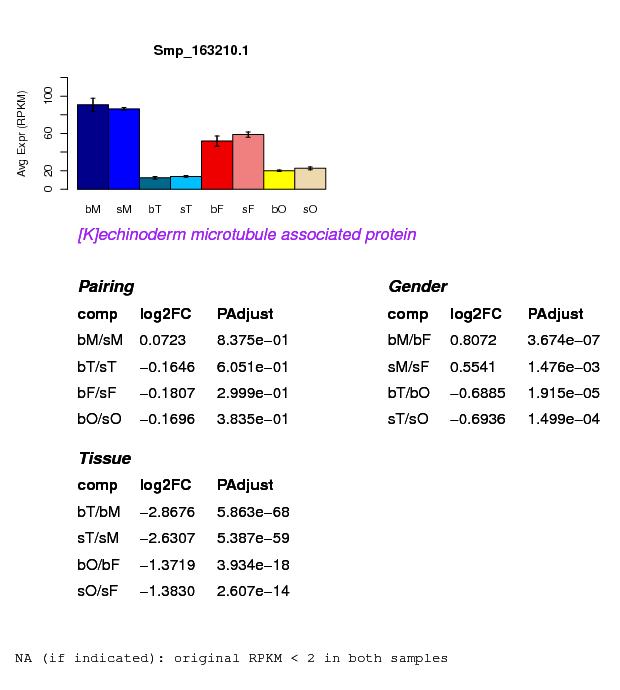 Smp_163210.1
Avg Expr (RPKM)
0 20 60 100
bM sM bT sT bF sF bO sO
[K]echinoderm microtubule associated protein
Pairing
comp log2FC PAdjust
bM/sM 0.0723 8.375e−01
bT/sT −0.1646 6.051e−01
bF/sF −0.1807 2.999e−01
bO/sO −0.1696 3.835e−01
Gender
comp log2FC PAdjust
bM/bF 0.8072 3.674e−07
sM/sF 0.5541 1.476e−03
bT/bO −0.6885 1.915e−05
sT/sO −0.6936 1.499e−04
Tissue
comp log2FC PAdjust
bT/bM −2.8676 5.863e−68
sT/sM −2.6307 5.387e−59
bO/bF −1.3719 3.934e−18
sO/sF −1.3830 2.607e−14
NA (if indicated): original RPKM < 2 in both samples